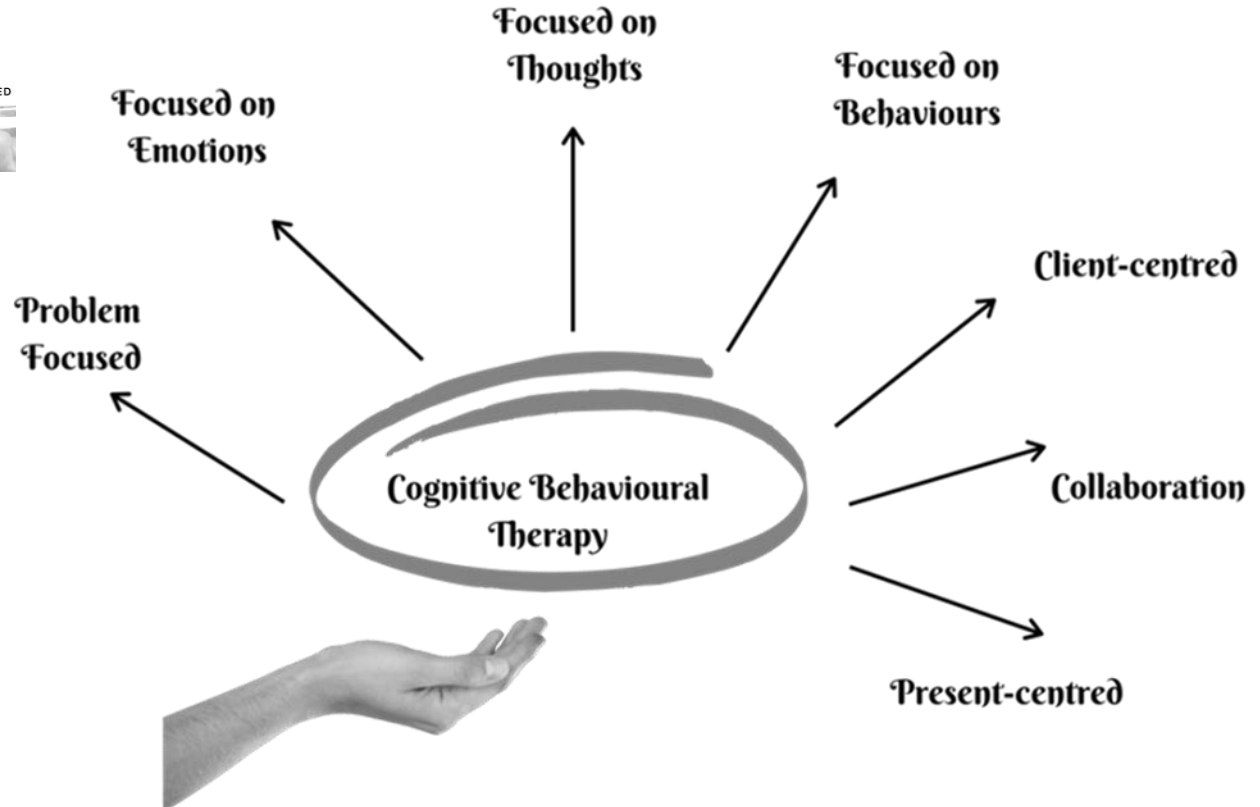 Focused on
Thoughts
Focused on
Behaviours
Focused on
Emotions
Client-centred
Problem
Focused
Collaboration
Cognitive Behavioural
Therapy
Present-centred